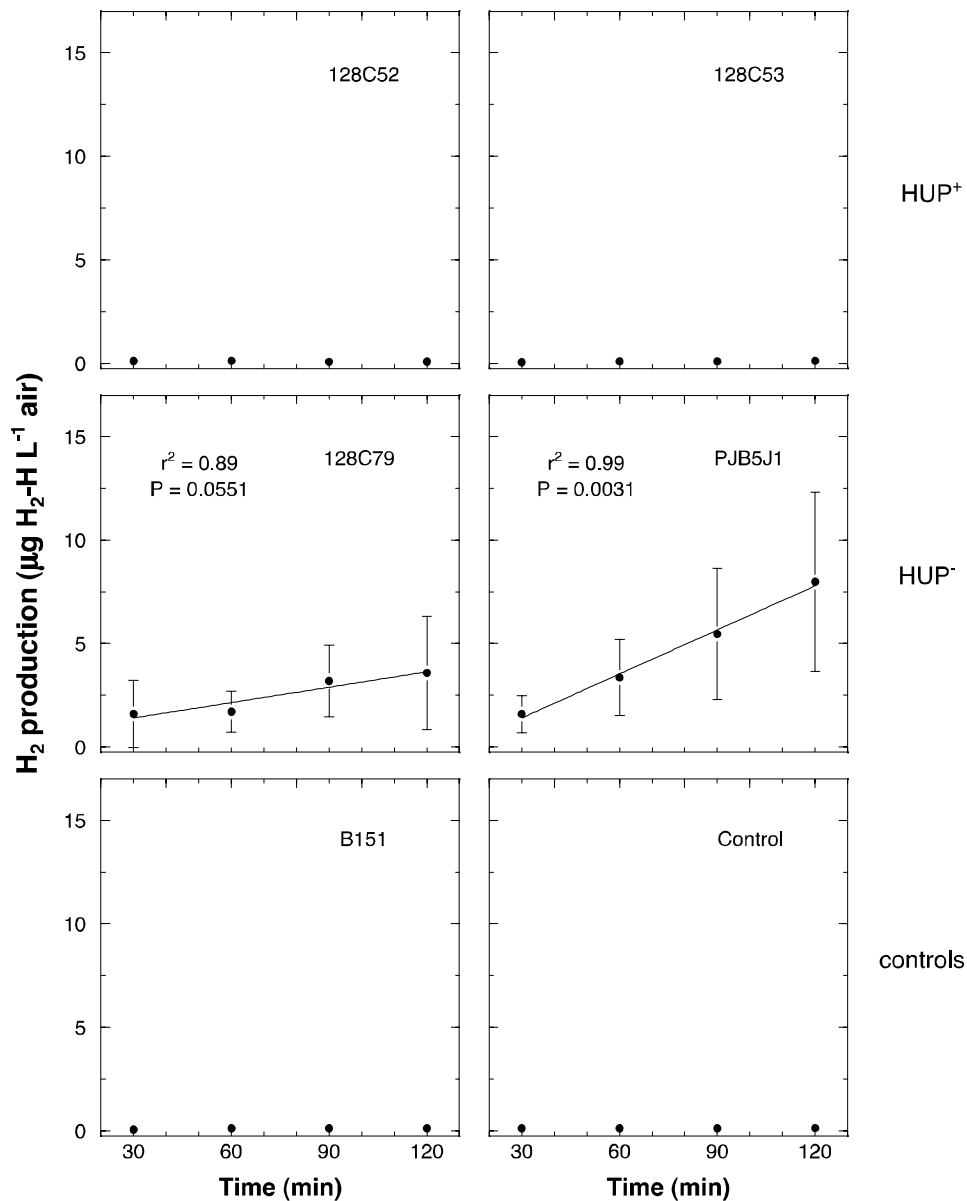 128C52
128C53
HUP⁺
15
10
5
0
H₂ production (µg H₂-H L⁻¹ air)
r² = 0.89
P = 0.0551
128C79
r² = 0.99
P = 0.0031
PJB5J1
HUP⁻
15
10
5
0
B151
Control
controls
15
10
5
0
30 60 90 120
30 60 90 120
Time (min)
Time (min)